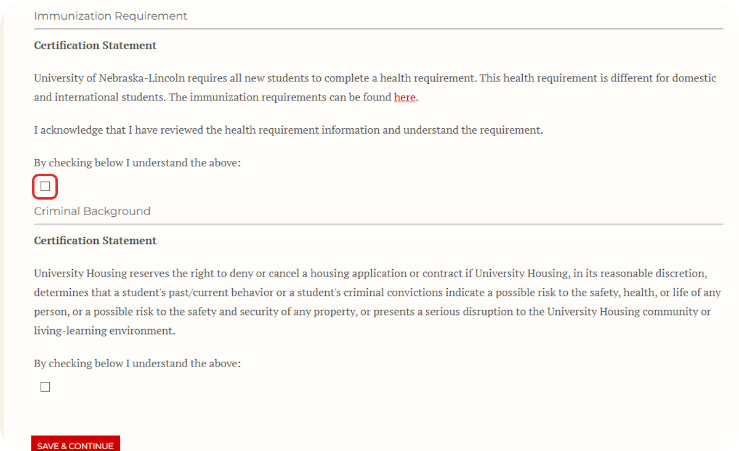 Immunization Requirement
Certification Statement
University of Nebraska-Lincoln requires all new students to complete a health requirement. This health requirement is different for domestic
and international students. The immunization requirements can be found here.
I acknowledge that I have reviewed the health requirement information and understand the requirement.
By checking below I understand the above:
Criminal Background
Certification Statement
University Housing reserves the right to deny or cancel a housing application or contract if University Housing, in its reasonable discretion,
determines that a student's past/current behavior or a student's criminal convictions indicate a possible risk to the safety, health, or life of any
person, or a possible risk to the safety and security of any property, or presents a serious disruption to the University Housing community or
living-learning environment.
By checking below I understand the above:
SAVE & CONTINUE